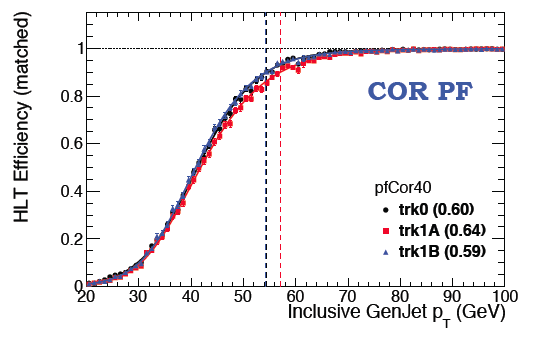 HLT Efficiency (matched)
1
0.8
0.6
0.4
0.2
0
COR PF
pfCor40
trk0 (0.60)
trk1A (0.64)
trk1B (0.59)
20 30 40 50 60 70 80 90 100
Inclusive GenJet p_T (GeV)